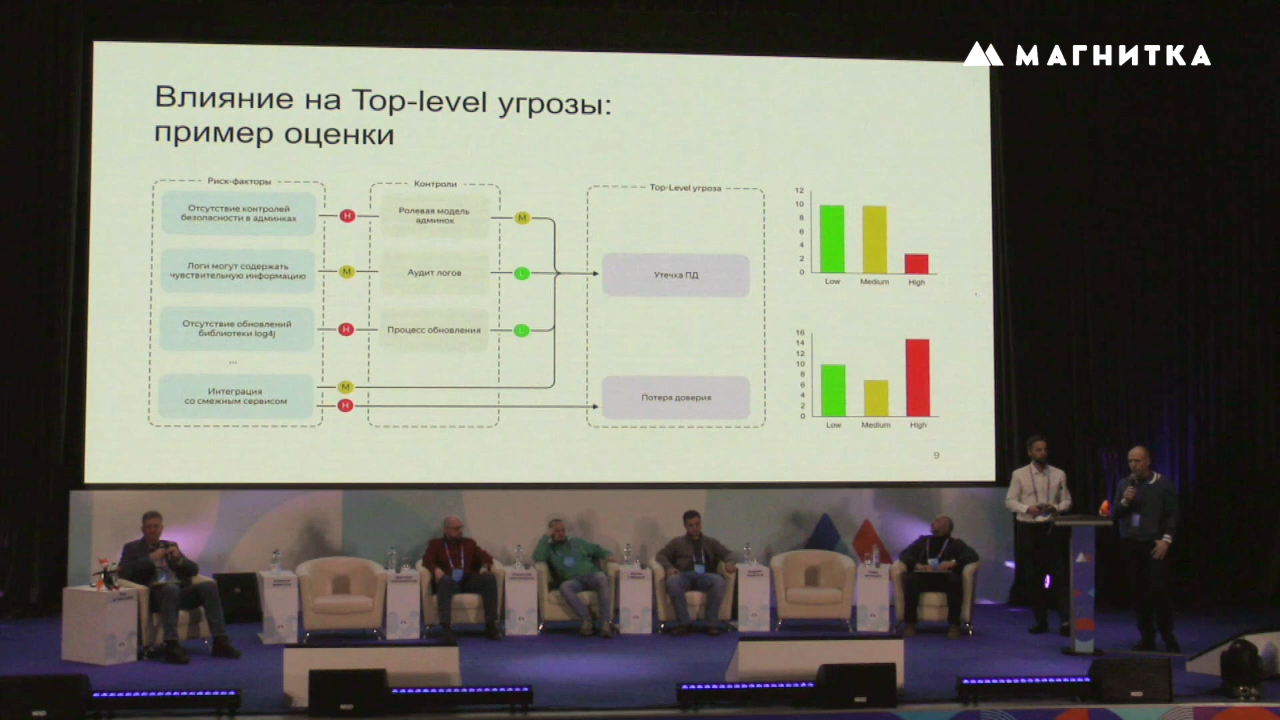 МАГНИТКА
Влияние на Top-level угрозы:
пример оценки
Риск-факторы
Контроли
Top-Level угроза
Отсутствие контролей
безопасности в админках
H
Ролевая модель
админок
M
Логи могут содержать
чувствительную информацию
M
Аудит логов
L
Утечка ПД
Отсутствие обновлений
библиотеки log4j
H
Процесс обновления
L
...
Интеграция
со смежным сервисом
M
H
Потеря доверия
12
10
8
6
4
2
0
Low Medium High
16
14
12
10
8
6
4
2
0
Low Medium High
9